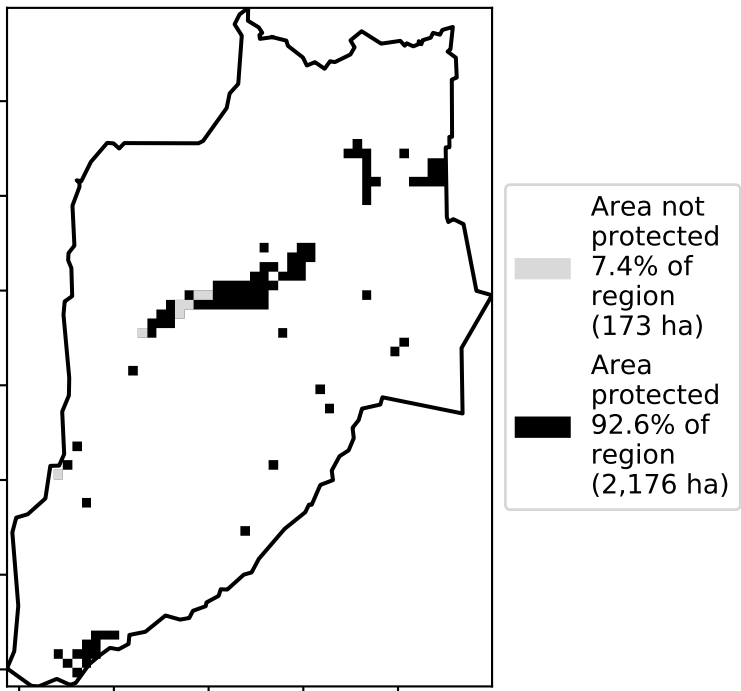 Area not
protected
7.4% of
region
(173 ha)
Area
protected
92.6% of
region
(2,176 ha)